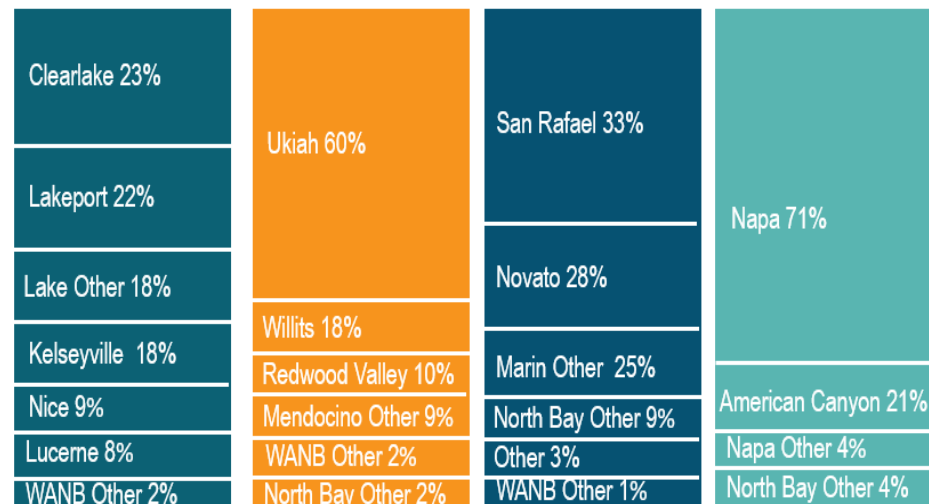 Clearlake 23%
Lakeport 22%
Lake Other 18%
Kelseyville 18%
Nice 9%
Lucerne 8%
WANB Other 2%
Ukiah 60%
Willits 18%
Redwood Valley 10%
Mendocino Other 9%
WANB Other 2%
North Bay Other 2%
San Rafael 33%
Novato 28%
Marin Other 25%
North Bay Other 9%
Other 3%
WANB Other 1%
Napa 71%
American Canyon 21%
Napa Other 4%
North Bay Other 4%